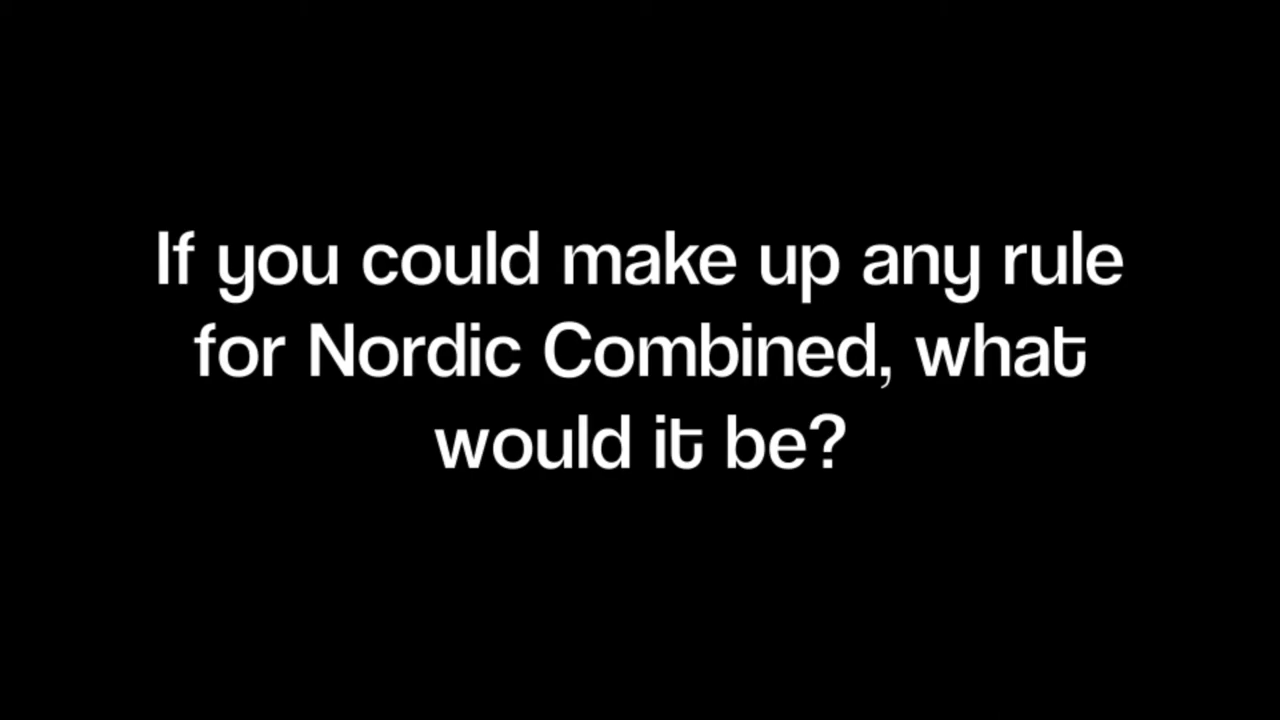 If you could make up any rule
for Nordic Combined, what
would it be?